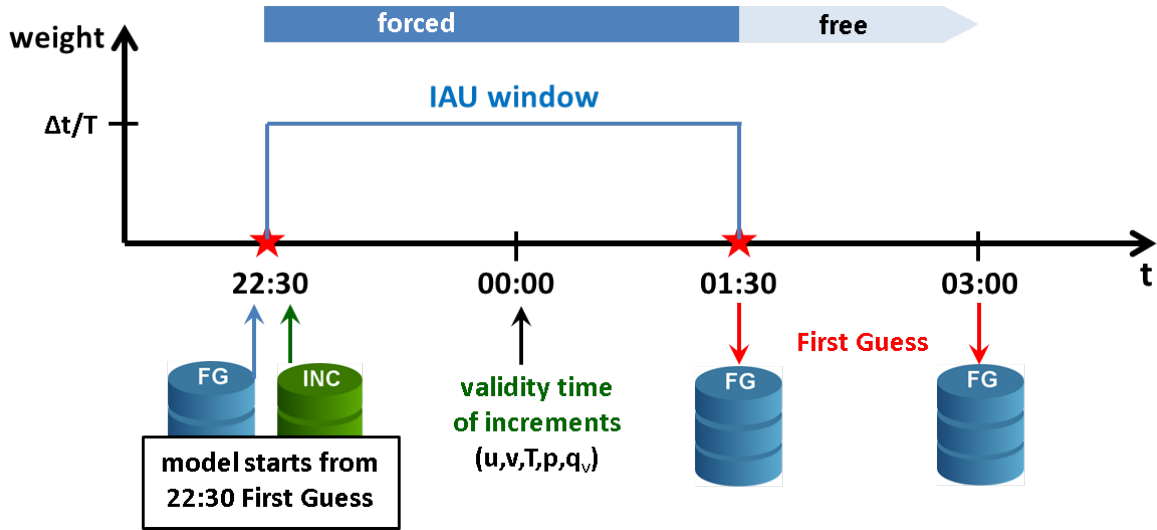 forced
free
weight
IAU window
Δt/T
22:30
00:00
01:30
03:00
t
FG
INC
validity time
of increments
(u,v,T,p,qᵥ)
First Guess
FG
FG
model starts from
22:30 First Guess